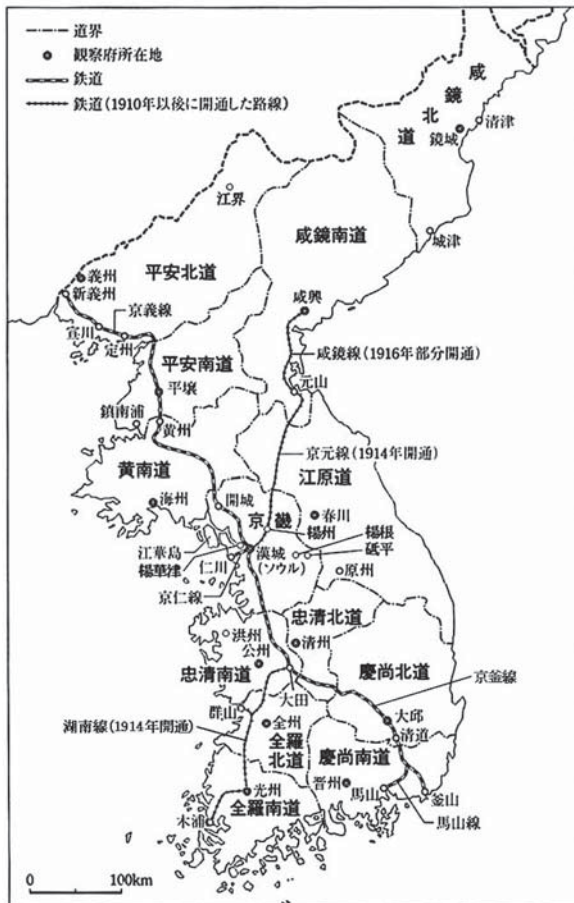 道界
観察府所在地
鉄道
鉄道(1910年以後に開通した路線)
咸鏡北道
鏡城
清津
江界
城津
咸鏡南道
平安北道
義州
新義州
咸興
京義線
宣川
定州
咸鏡線(1916年部分開通)
平安南道
元山
平壌
鎮南浦
黄州
京元線(1914年開通)
黄南道
江原道
海州
開城
京畿
春川
楊州
楊根
江華島
砥平
楊華津
漢城
(ソウル)
仁川
原州
京仁線
忠清北道
洪州
清州
公州
慶尚北道
忠清南道
京釜線
大田
群山
大邱
湖南線(1914年開通)
全州
清道
全羅北道
慶尚南道
晋州
馬山
光州
釜山
全羅南道
木浦
馬山線
0
100km